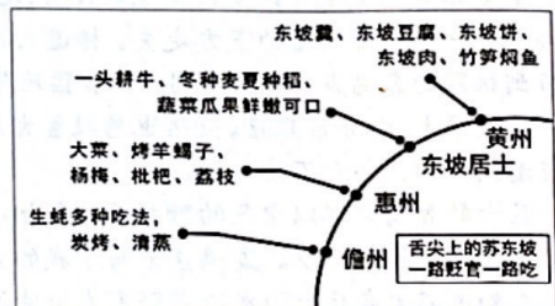 东坡羹、东坡豆腐、东坡饼、
东坡肉、竹笋焖鱼
一头耕牛、冬种麦夏种稻、
蔬菜瓜果鲜嫩可口
黄州
东坡居士
大菜、烤羊蝎子、
杨梅、枇杷、荔枝
惠州
生蚝多种吃法，
炭烤、清蒸
儋州
舌尖上的苏东坡
一路贬官一路吃